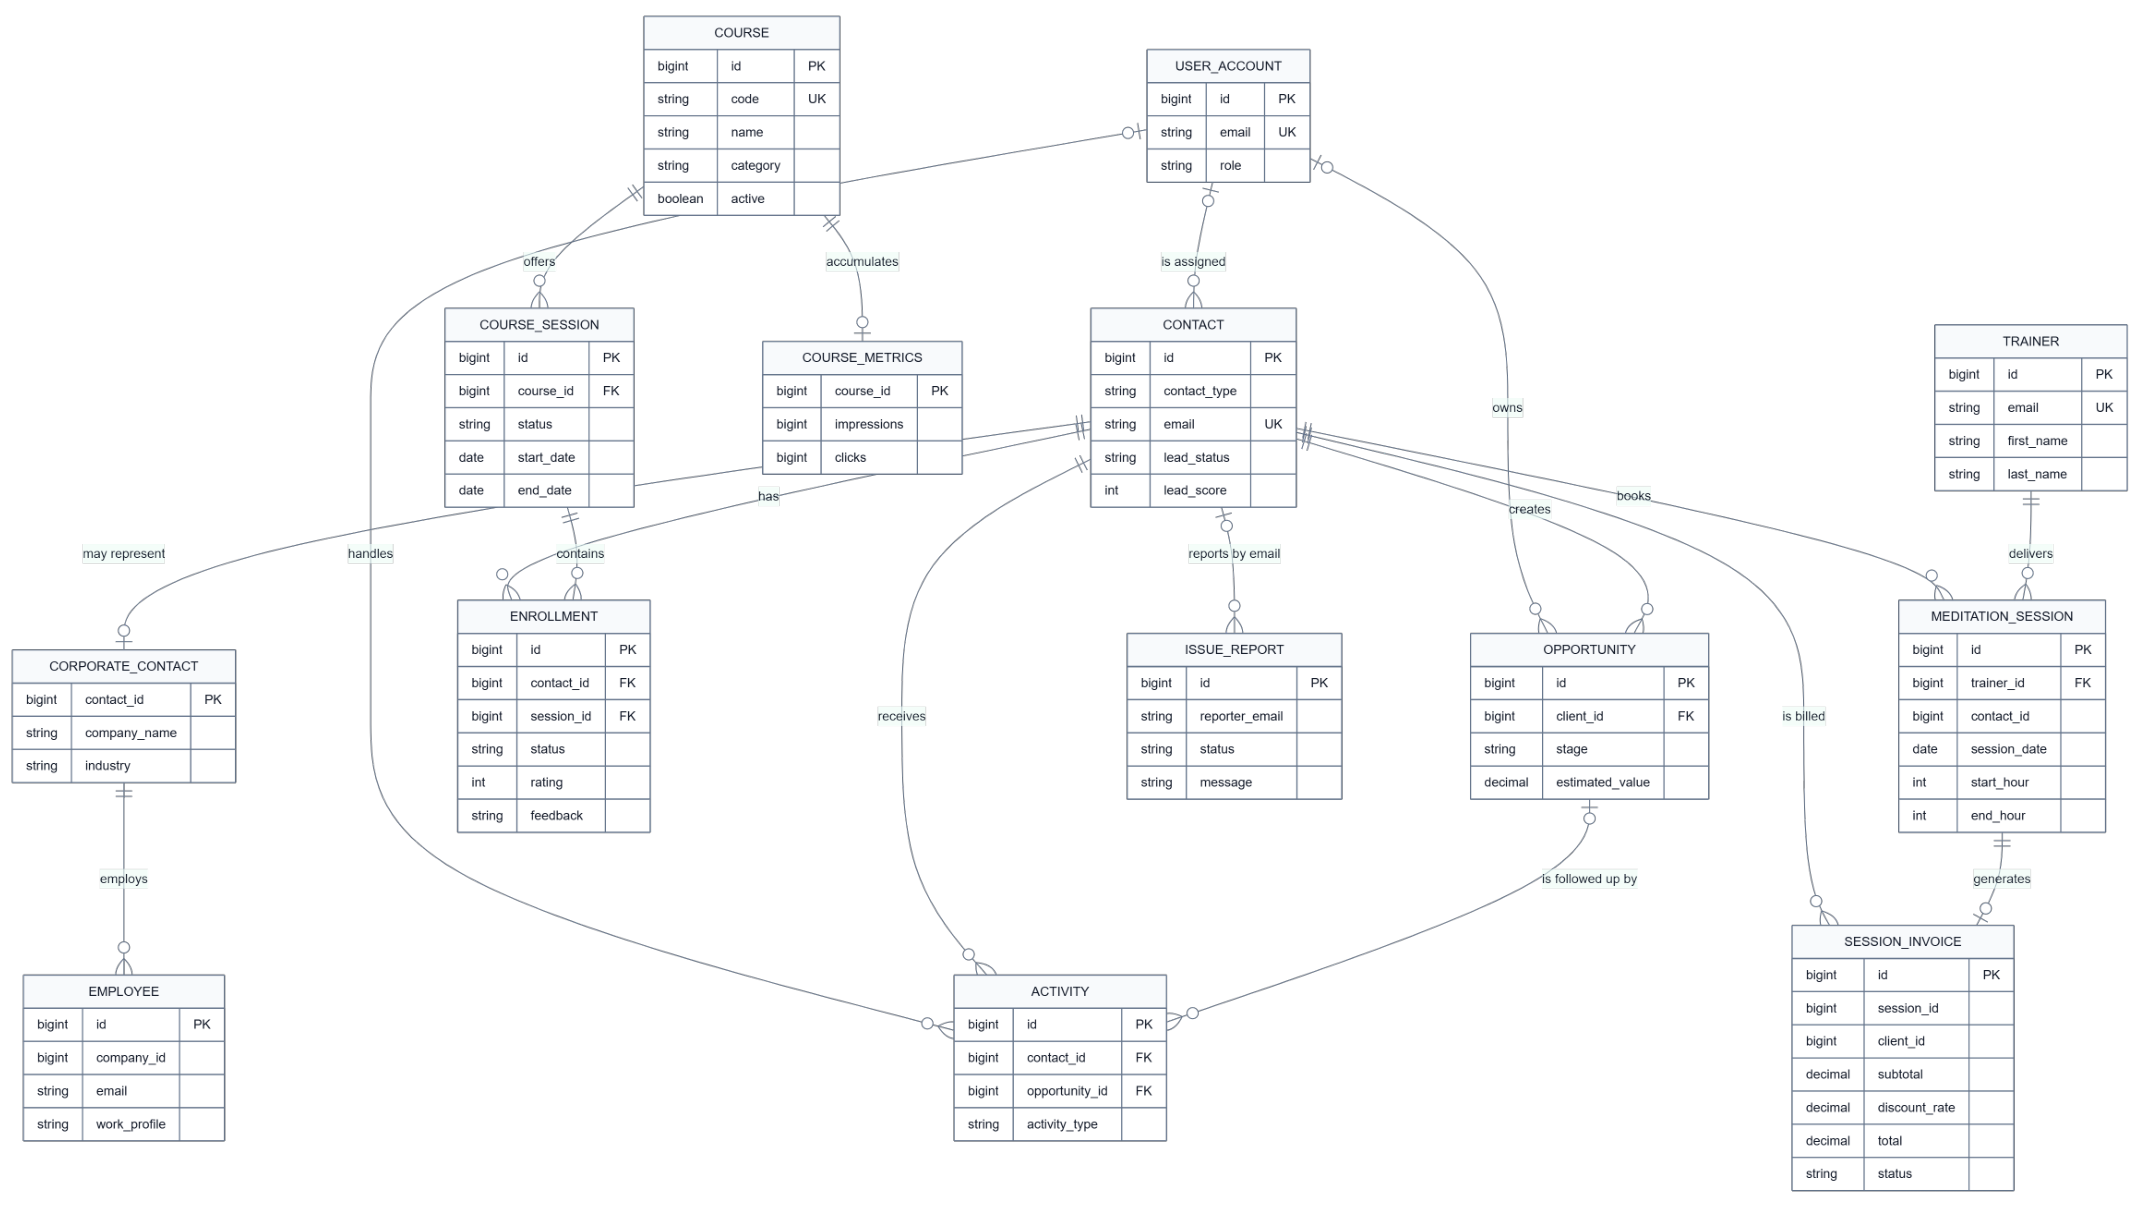 COURSE
bigint id PK
string code UK
string name
string category
boolean active
USER_ACCOUNT
bigint id PK
string email UK
string role
offers
accumulates
is assigned
COURSE_SESSION
bigint id PK
bigint course_id FK
string status
date start_date
date end_date
COURSE_METRICS
bigint course_id PK
bigint impressions
bigint clicks
CONTACT
bigint id PK
string contact_type
string email UK
string lead_status
int lead_score
owns
TRAINER
bigint id PK
string email UK
string first_name
string last_name
has
creates
books
may represent
handles
contains
reports by email
delivers
CORPORATE_CONTACT
bigint contact_id PK
string company_name
string industry
ENROLLMENT
bigint id PK
bigint contact_id FK
bigint session_id FK
string status
int rating
string feedback
receives
ISSUE_REPORT
bigint id PK
string reporter_email
string status
string message
OPPORTUNITY
bigint id PK
bigint client_id FK
string stage
decimal estimated_value
is billed
MEDITATION_SESSION
bigint id PK
bigint trainer_id FK
bigint contact_id
date session_date
int start_hour
int end_hour
employs
is followed up by
generates
EMPLOYEE
bigint id PK
bigint company_id
string email
string work_profile
ACTIVITY
bigint id PK
bigint contact_id FK
bigint opportunity_id FK
string activity_type
SESSION_INVOICE
bigint id PK
bigint session_id
bigint client_id
decimal subtotal
decimal discount_rate
decimal total
string status